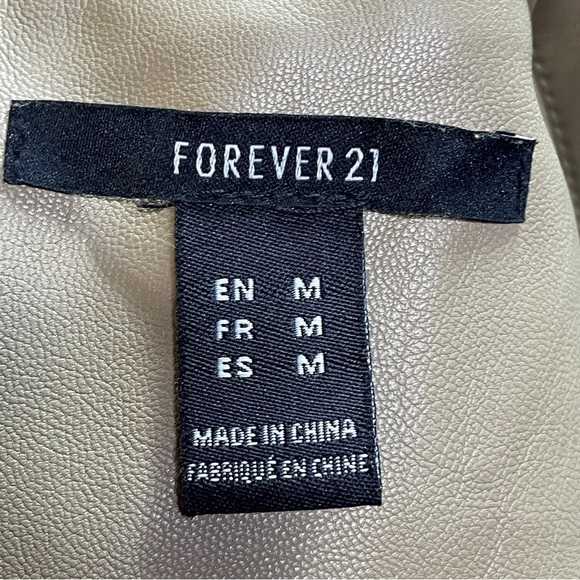 FOREVER 21
EN M
FR M
ES M
MADE IN CHINA
FABRIQUÉ EN CHINE